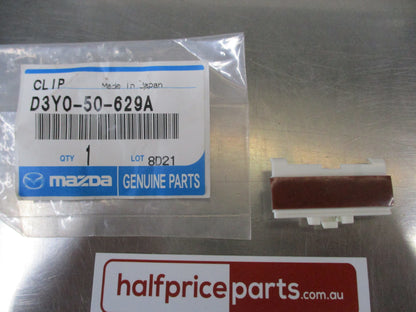 CLIP Made in Japan
D3Y0-50-629A
QTY 1 LOT 8D21
mazda GENUINE PARTS
halfpriceparts.com.au